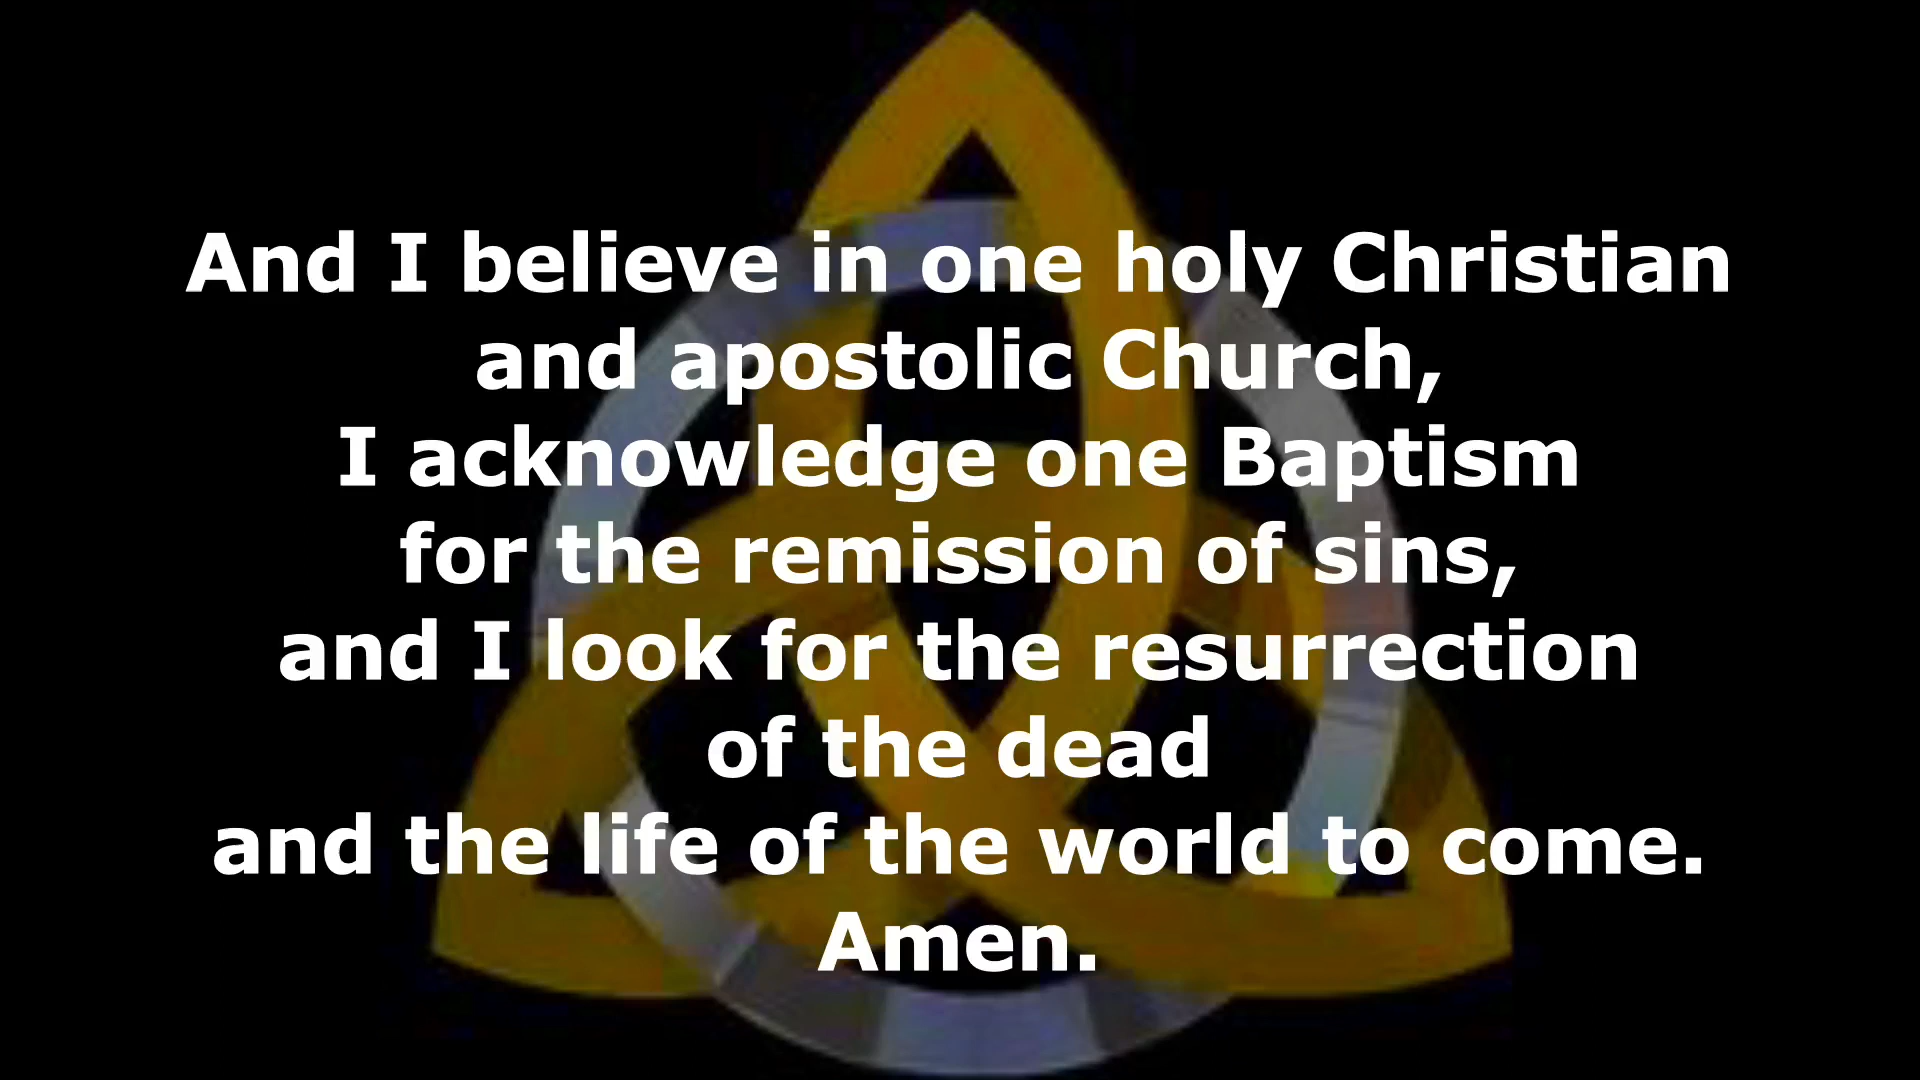 And I believe in one holy Christian
and apostolic Church,
I acknowledge one Baptism
for the remission of sins,
and I look for the resurrection
of the dead
and the life of the world to come.
Amen.